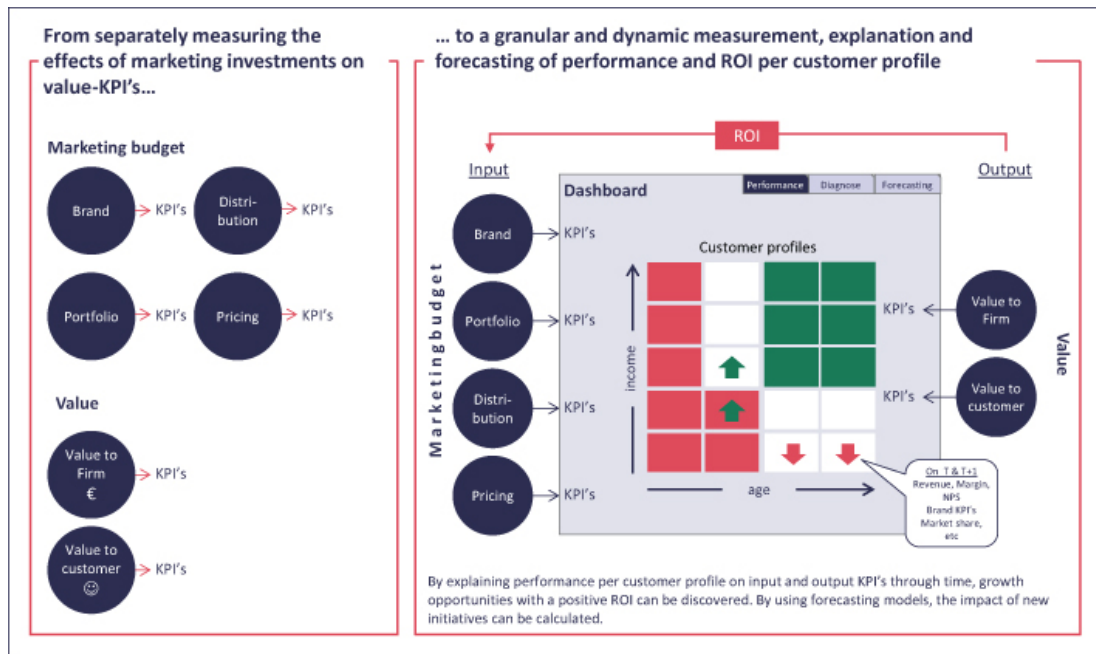 From separately measuring the
effects of marketing investments on
value-KPI's...
Marketing budget
Brand
KPI's
Distri-
bution
KPI's
Portfolio
KPI's
Pricing
KPI's
Value
Value to
Firm
€
KPI's
Value to
customer
☺
KPI's
... to a granular and dynamic measurement, explanation and
forecasting of performance and ROI per customer profile
ROI
Input
Output
Marketingbudget
Brand
Portfolio
Distri-
bution
Pricing
Dashboard
Performance
Diagnose
Forecasting
KPI's
KPI's
KPI's
KPI's
Customer profiles
income
age
KPI's
KPI's
Value to
Firm
Value to
customer
Value
On T & T+1
Revenue, Margin,
NPS
Brand KPI's
Market share,
etc
By explaining performance per customer profile on input and output KPI's through time, growth
opportunities with a positive ROI can be discovered. By using forecasting models, the impact of new
initiatives can be calculated.